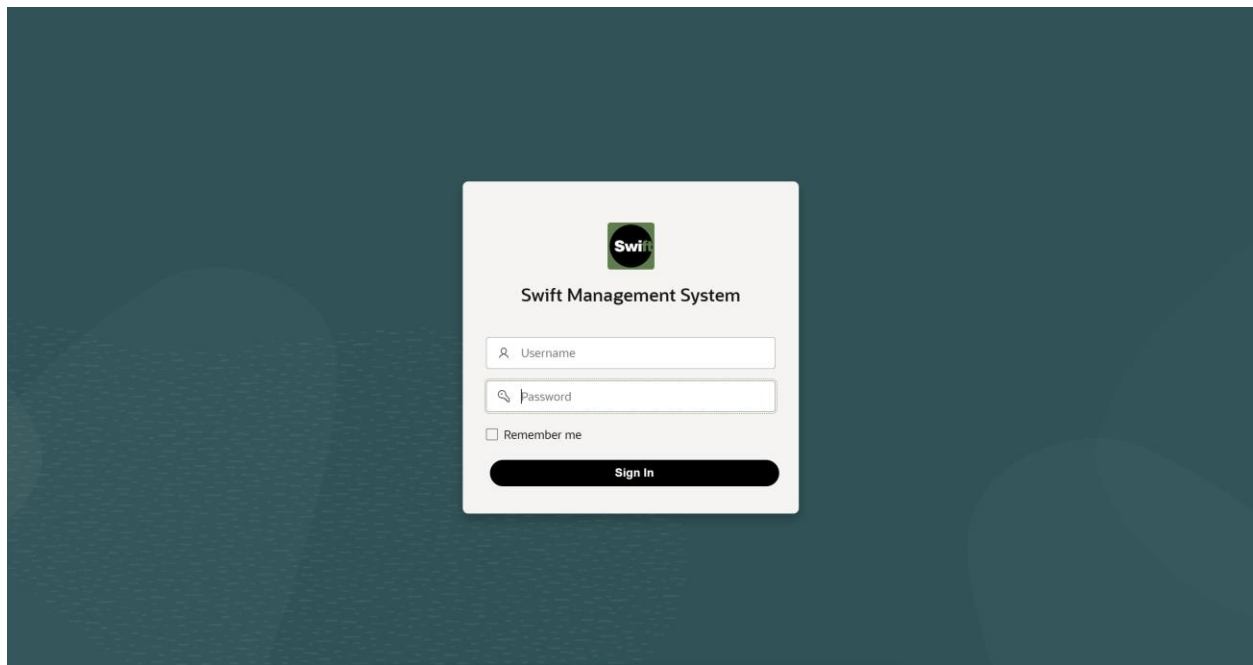 Swift
Swift Management System
Username
Password
Remember me
Sign In